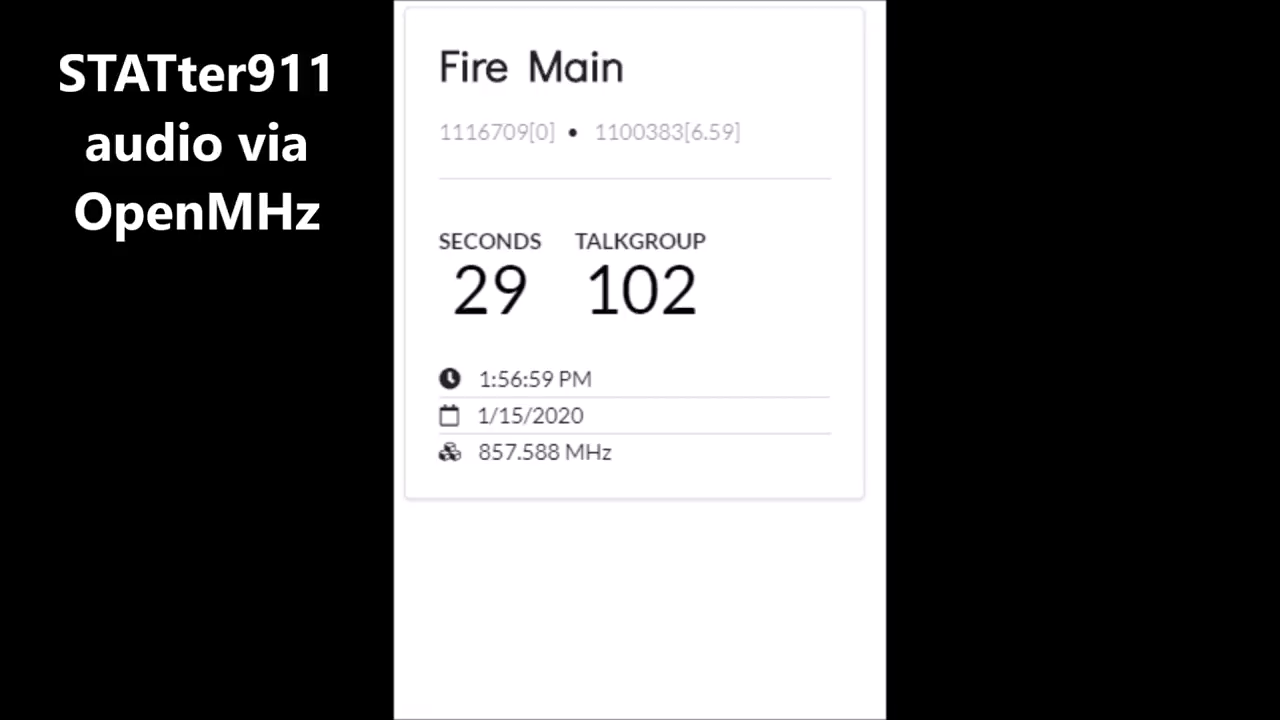 STATter911
audio via
OpenMHz
Fire Main
1116709[0] • 1100383[6.59]
SECONDS TALKGROUP
29 102
1:56:59 PM
1/15/2020
857.588 MHz